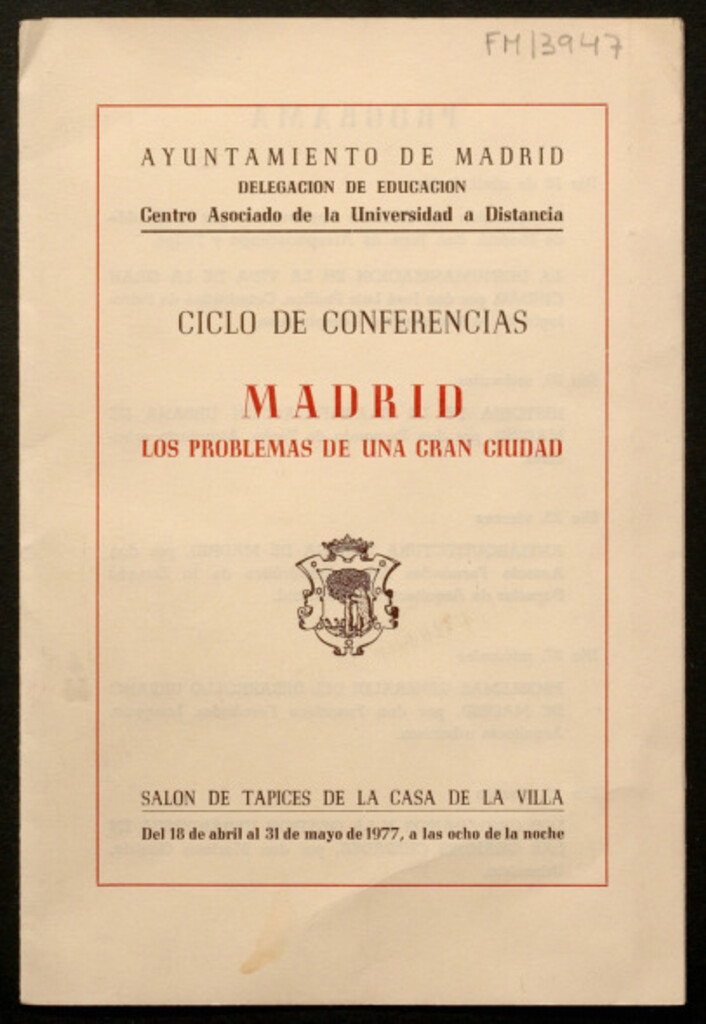 FM/3947
AYUNTAMIENTO DE MADRID
DELEGACION DE EDUCACION
Centro Asociado de la Universidad a Distancia
CICLO DE CONFERENCIAS
MADRID
LOS PROBLEMAS DE UNA GRAN CIUDAD
SALON DE TAPICES DE LA CASA DE LA VILLA
Del 18 de abril al 31 de mayo de 1977, a las ocho de la noche